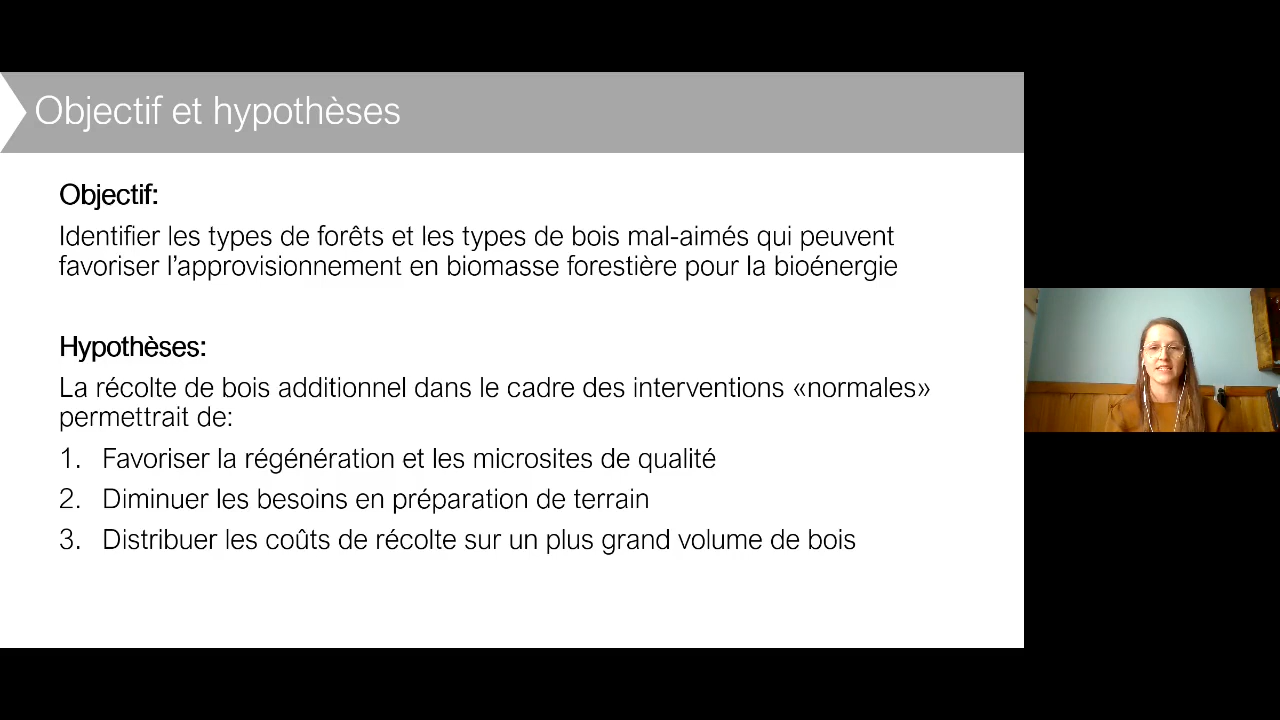 Objectif et hypothèses
Objectif:
Identifier les types de forêts et les types de bois mal-aimés qui peuvent
favoriser l’approvisionnement en biomasse forestière pour la bioénergie
Hypothèses:
La récolte de bois additionnel dans le cadre des interventions «normales»
permettrait de:
1. Favoriser la régénération et les microsites de qualité
2. Diminuer les besoins en préparation de terrain
3. Distribuer les coûts de récolte sur un plus grand volume de bois